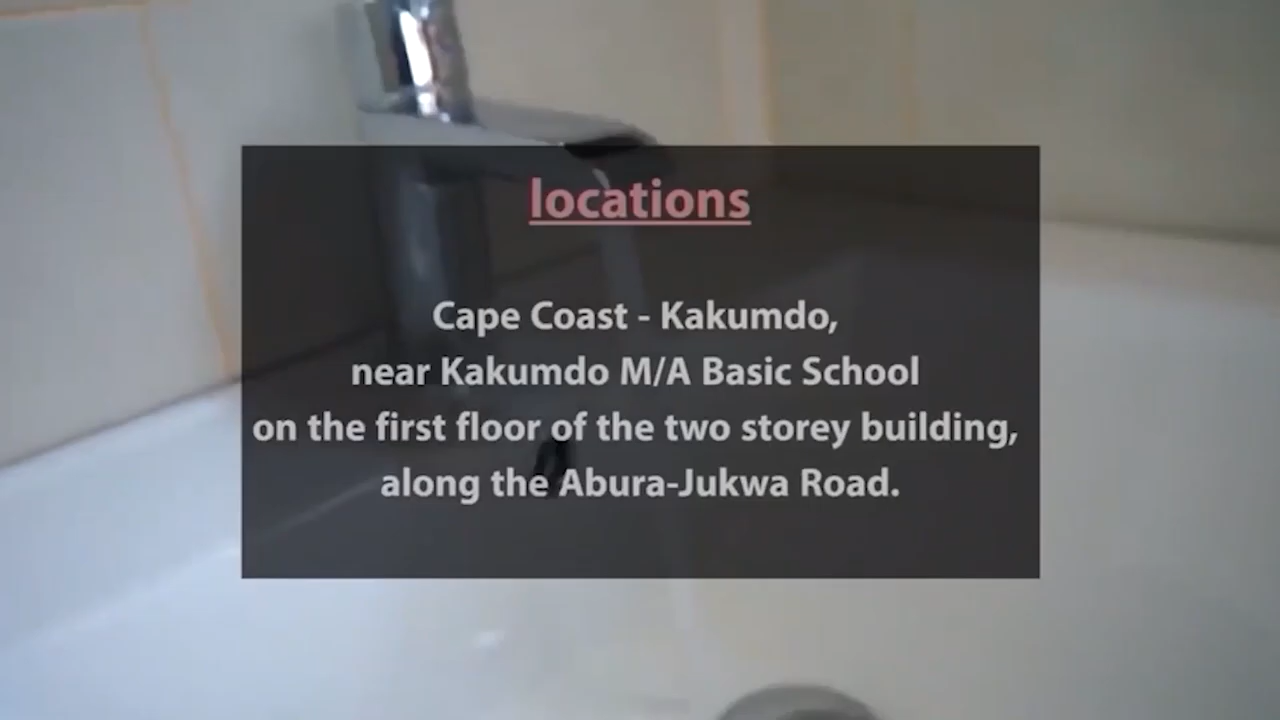 locations
Cape Coast - Kakumdo,
near Kakumdo M/A Basic School
on the first floor of the two storey building,
along the Abura-Jukwa Road.